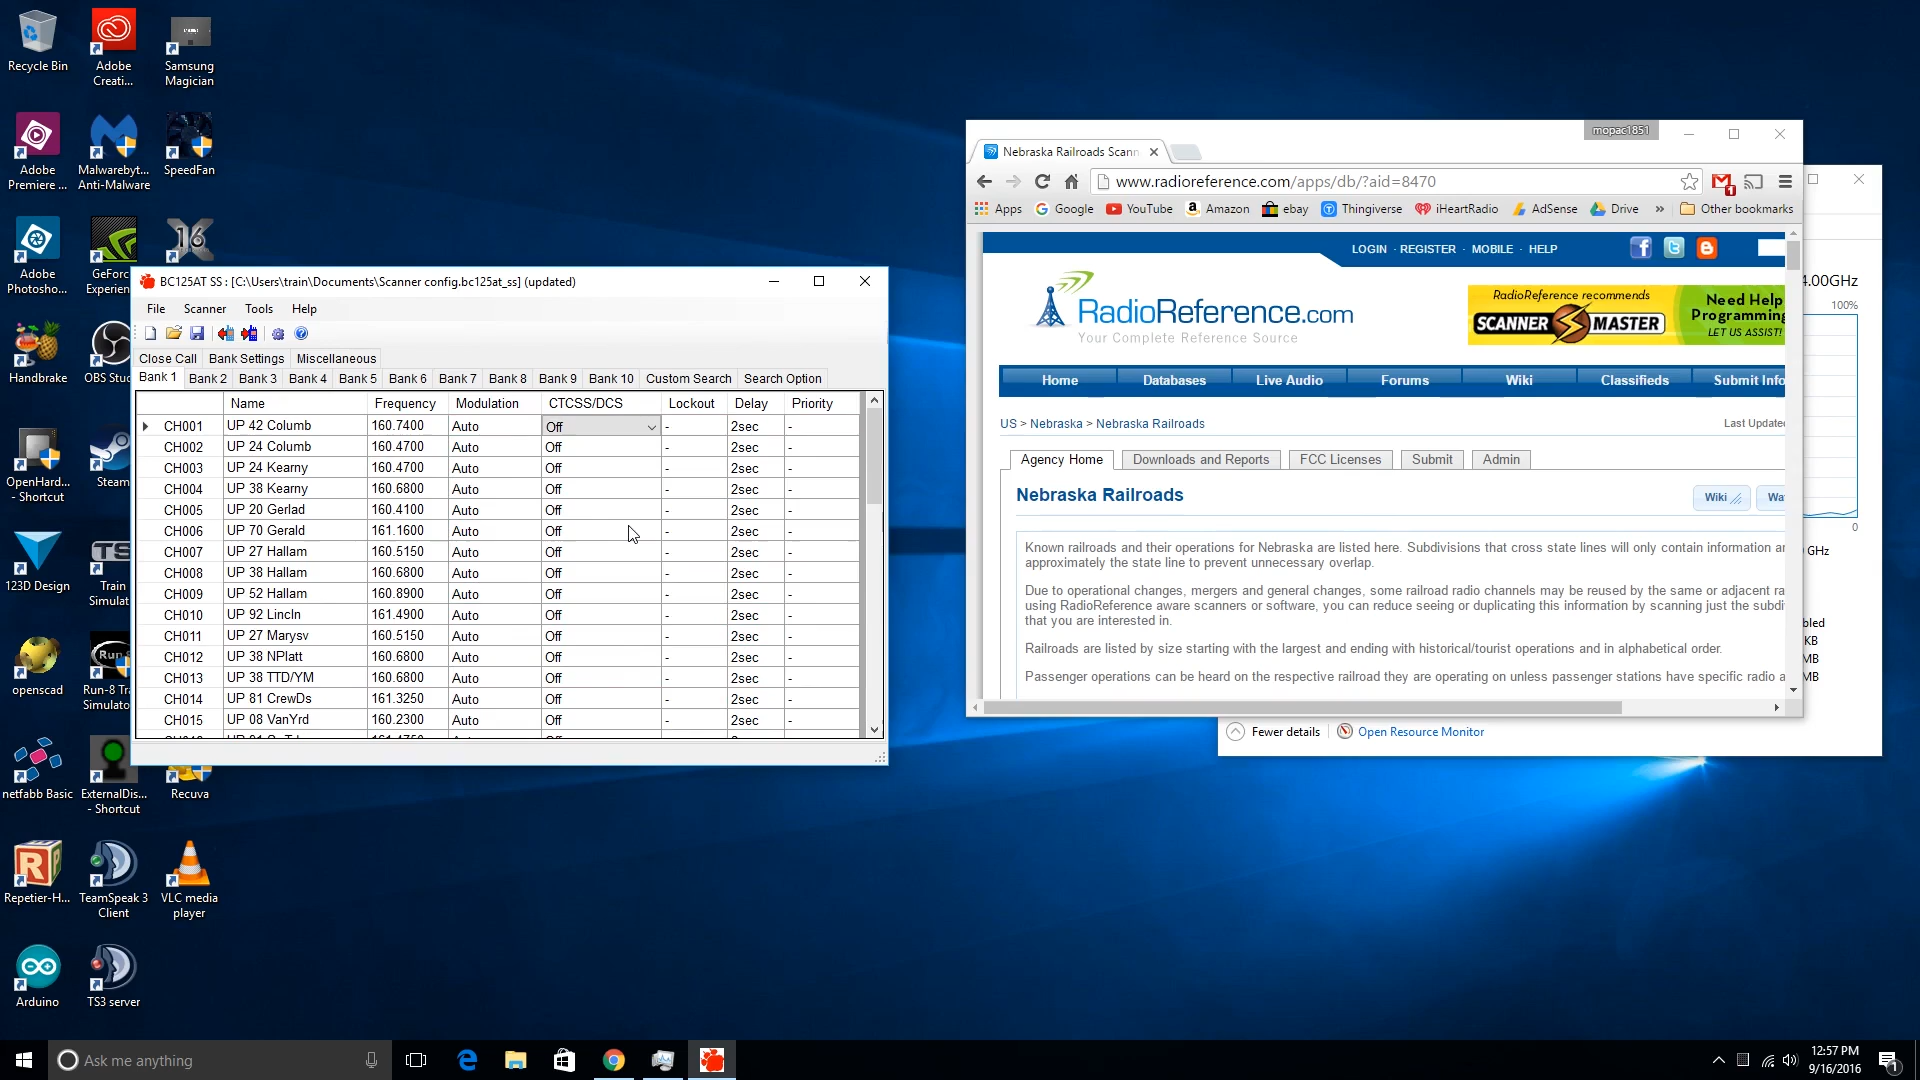 Recycle Bin
Adobe Creati...
Samsung Magician
Adobe Premiere ...
Malwarebyt... Anti-Malware
SpeedFan
Adobe Photosho...
GeForc Experien
16
Handbrake
OBS Stud
OpenHard... - Shortcut
Steam
123D Design
Train Simulat
openscad
Run-8 Tra Simulato
netfabb Basic
ExternalDis... - Shortcut
Recuva
Repetier-H...
TeamSpeak 3 Client
VLC media player
Arduino
TS3 server
BC125AT SS : [C:\Users\train\Documents\Scanner config.bc125at_ss] (updated)
File Scanner Tools Help
Close Call Bank Settings Miscellaneous
Bank 1 Bank 2 Bank 3 Bank 4 Bank 5 Bank 6 Bank 7 Bank 8 Bank 9 Bank 10 Custom Search Search Option
Name Frequency Modulation CTCSS/DCS Lockout Delay Priority
CH001 UP 42 Columb 160.7400 Auto Off - 2sec -
CH002 UP 24 Columb 160.4700 Auto Off - 2sec -
CH003 UP 24 Kearny 160.4700 Auto Off - 2sec -
CH004 UP 38 Kearny 160.6800 Auto Off - 2sec -
CH005 UP 20 Gerlad 160.4100 Auto Off - 2sec -
CH006 UP 70 Gerald 161.1600 Auto Off - 2sec -
CH007 UP 27 Hallam 160.5150 Auto Off - 2sec -
CH008 UP 38 Hallam 160.6800 Auto Off - 2sec -
CH009 UP 52 Hallam 160.8900 Auto Off - 2sec -
CH010 UP 92 Lincln 161.4900 Auto Off - 2sec -
CH011 UP 27 Marysv 160.5150 Auto Off - 2sec -
CH012 UP 38 NPlatt 160.6800 Auto Off - 2sec -
CH013 UP 38 TTD/YM 160.6800 Auto Off - 2sec -
CH014 UP 81 CrewDs 161.3250 Auto Off - 2sec -
CH015 UP 08 VanYrd 160.2300 Auto Off - 2sec -
mopac1851
Nebraska Railroads Scann
www.radioreference.com/apps/db/?aid=8470
Apps Google YouTube Amazon ebay Thingiverse iHeartRadio AdSense Drive » Other bookmarks
LOGIN · REGISTER · MOBILE · HELP
RadioReference.com
Your Complete Reference Source
RadioReference recommends
SCANNER MASTER
Need Help
Programming
LET US ASSIST!
Home Databases Live Audio Forums Wiki Classifieds Submit Info
US > Nebraska > Nebraska Railroads
Last Updated
Agency Home Downloads and Reports FCC Licenses Submit Admin
Nebraska Railroads
Wiki
Wa
Known railroads and their operations for Nebraska are listed here. Subdivisions that cross state lines will only contain information an
approximately the state line to prevent unnecessary overlap.
Due to operational changes, mergers and general changes, some railroad radio channels may be reused by the same or adjacent ra
using RadioReference aware scanners or software, you can reduce seeing or duplicating this information by scanning just the subdi
that you are interested in.
Railroads are listed by size starting with the largest and ending with historical/tourist operations and in alphabetical order.
Passenger operations can be heard on the respective railroad they are operating on unless passenger stations have specific radio a
4.00GHz
100%
0
GHz
bled
KB
MB
MB
Fewer details
Open Resource Monitor
Ask me anything
12:57 PM
9/16/2016
1